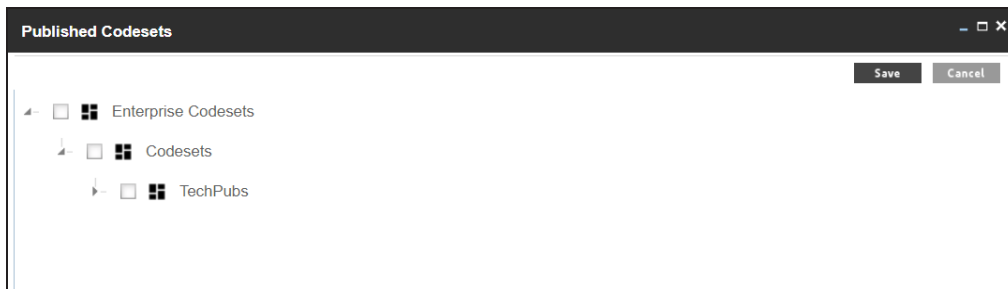 Published Codesets
Save Cancel
Enterprise Codesets
Codesets
TechPubs